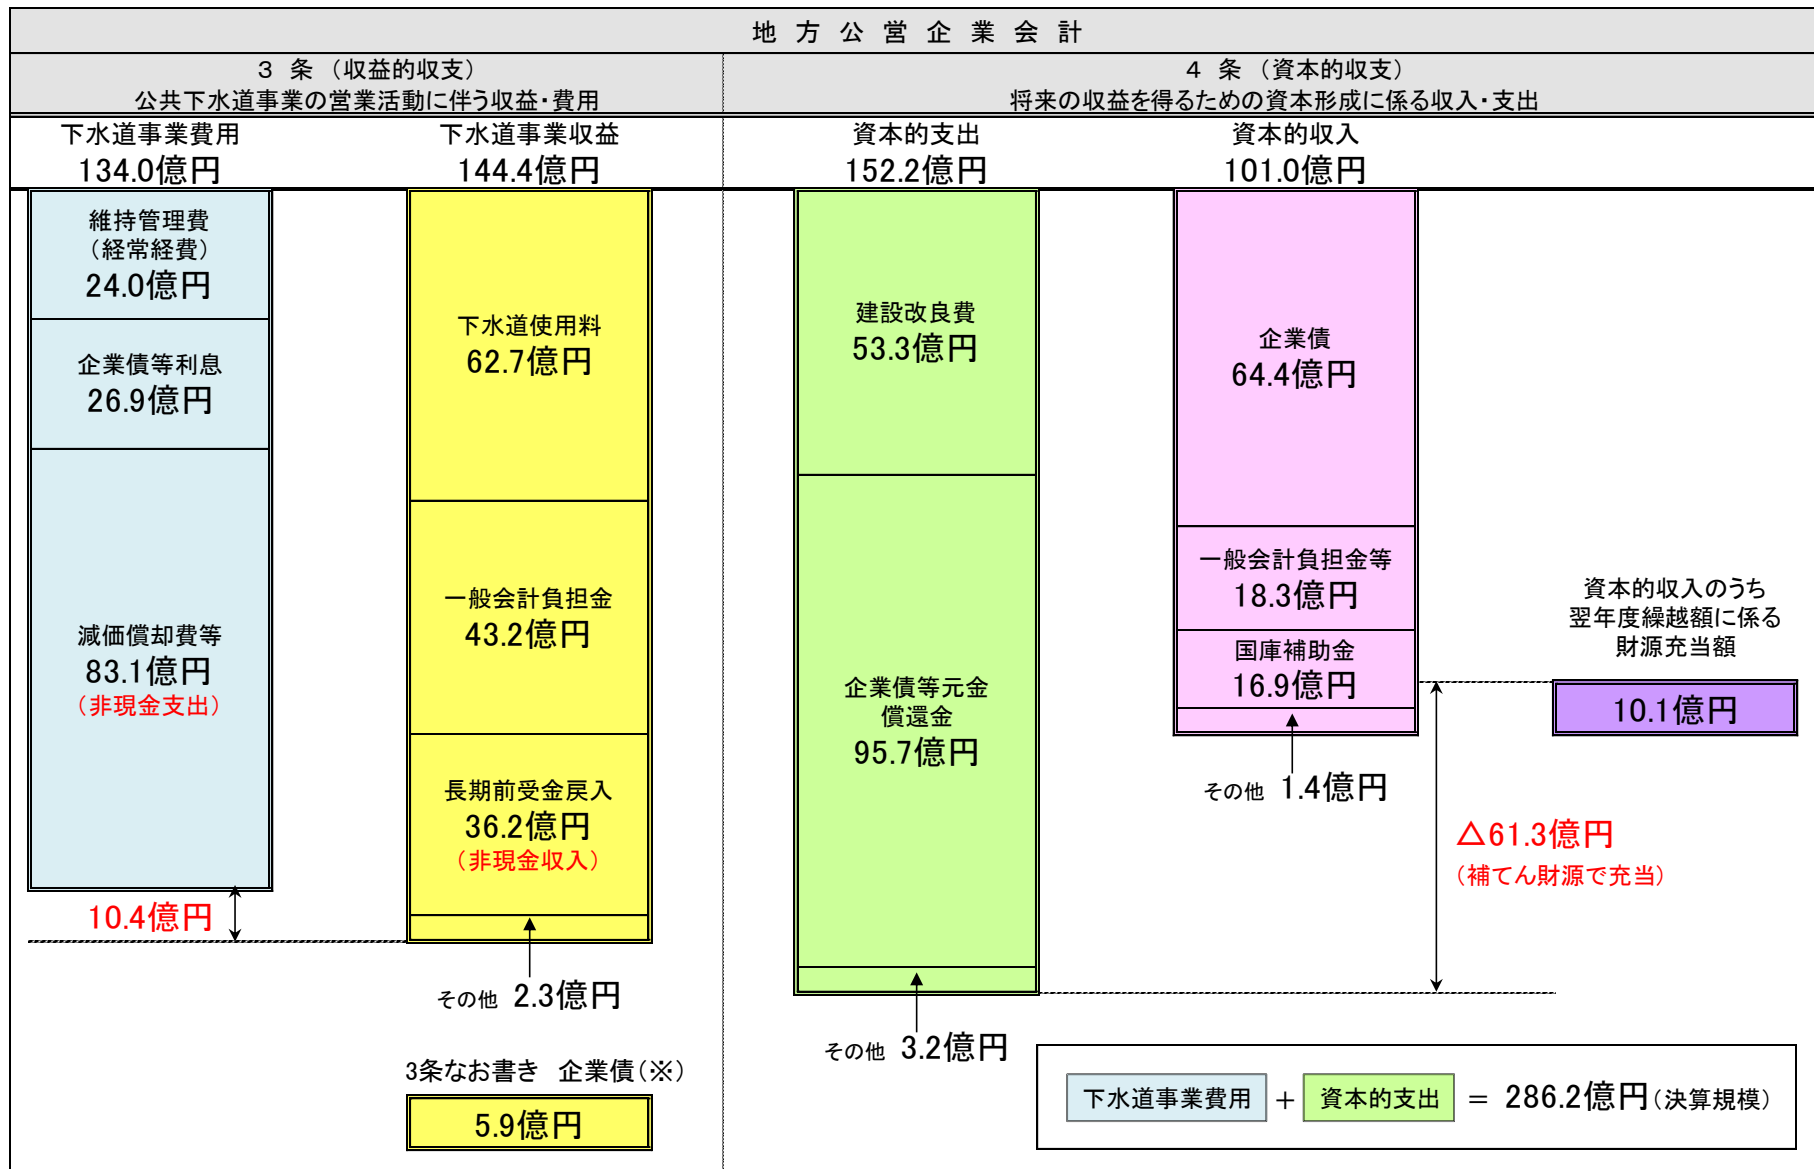 地方公営企業会計
３条（収益的収支）
公共下水道事業の営業活動に伴う収益・費用
４条（資本的収支）
将来の収益を得るための資本形成に係る収入・支出
下水道事業費用
134.0億円
下水道事業収益
144.4億円
資本的支出
152.2億円
資本的収入
101.0億円
維持管理費
（経常経費）
24.0億円
企業債等利息
26.9億円
減価償却費等
83.1億円
（非現金支出）
10.4億円
下水道使用料
62.7億円
一般会計負担金
43.2億円
長期前受金戻入
36.2億円
（非現金収入）
その他 2.3億円
3条なお書き 企業債（※）
5.9億円
建設改良費
53.3億円
企業債等元金
償還金
95.7億円
その他 3.2億円
企業債
64.4億円
一般会計負担金等
18.3億円
国庫補助金
16.9億円
その他 1.4億円
資本的収入のうち
翌年度繰越額に係る
財源充当額
10.1億円
△61.3億円
（補てん財源で充当）
下水道事業費用 ＋ 資本的支出 ＝ 286.2億円（決算規模）